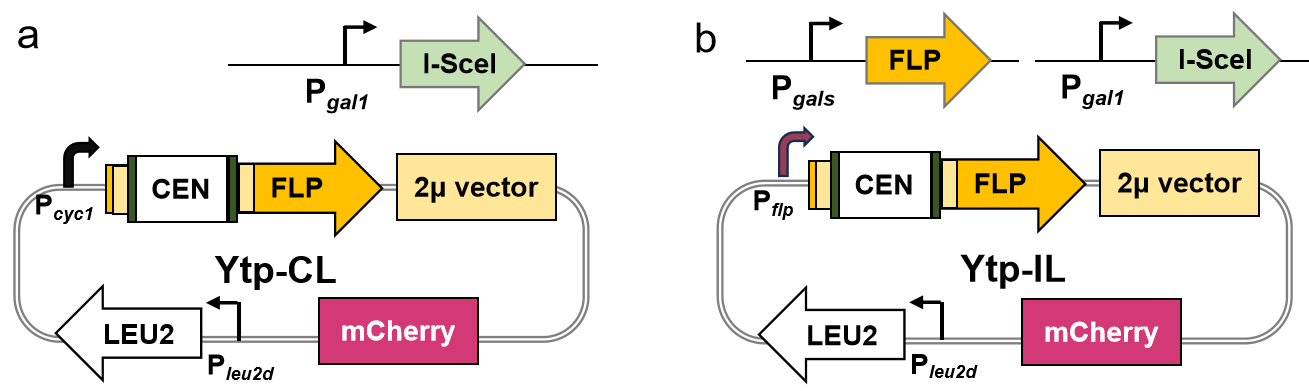 a
I-SceI
Pgal1
CEN
FLP
2μ vector
Pcyc1
Ytp-CL
LEU2
mCherry
Pleu2d
b
FLP
I-SceI
Pgals
Pgal1
CEN
FLP
2μ vector
Pflp
Ytp-IL
LEU2
mCherry
Pleu2d